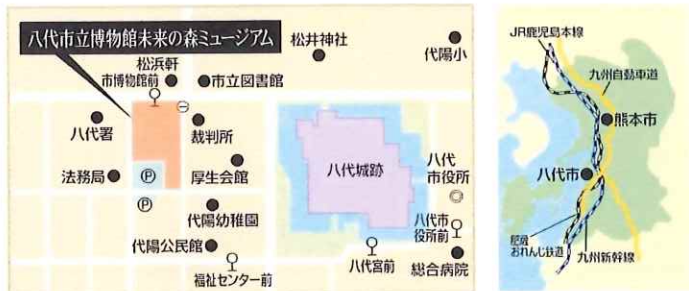 八代市立博物館未来の森ミュージアム
松浜軒
市博物館前
市立図書館
松井神社
代陽小
八代署
裁判所
法務局
P
厚生会館
八代城跡
八代
市役所
P
代陽幼稚園
代陽公民館
福祉センター前
八代宮前
八代市
役所前
総合病院
JR鹿児島本線
九州自動車道
熊本市
八代市
肥薩
おれんじ鉄道
九州新幹線